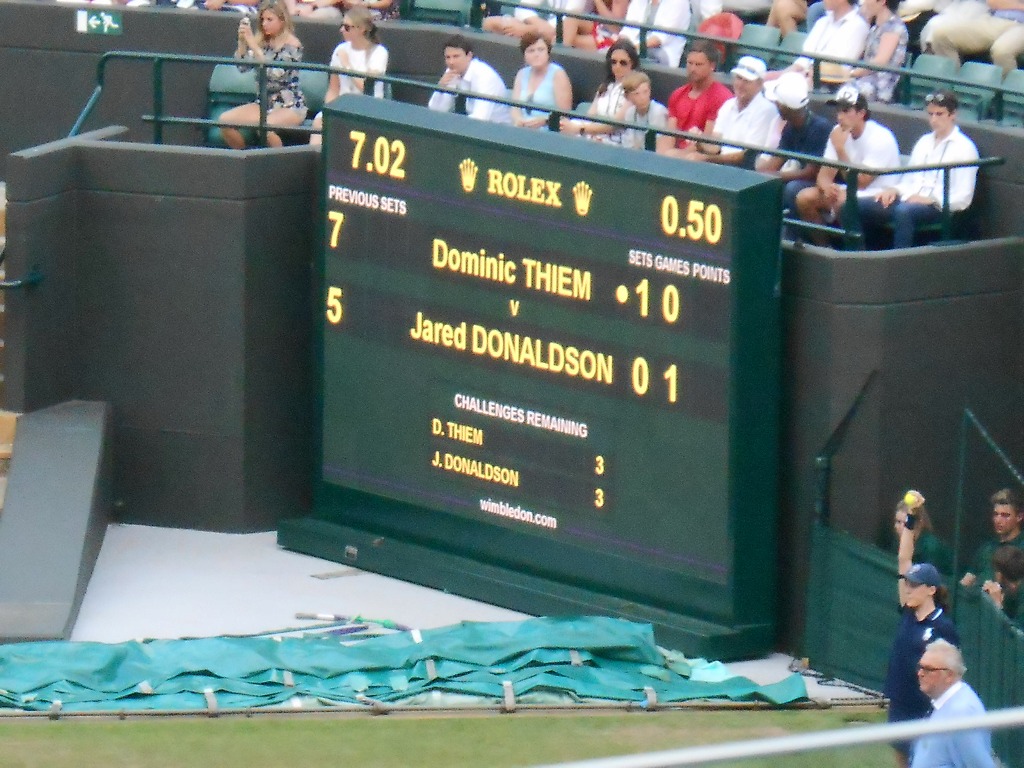 7.02
ROLEX
0.50
PREVIOUS SETS
SETS GAMES POINTS
7
Dominic THIEM • 1 0
v
5
Jared DONALDSON 0 1
CHALLENGES REMAINING
D. THIEM 3
J. DONALDSON 3
wimbledon.com